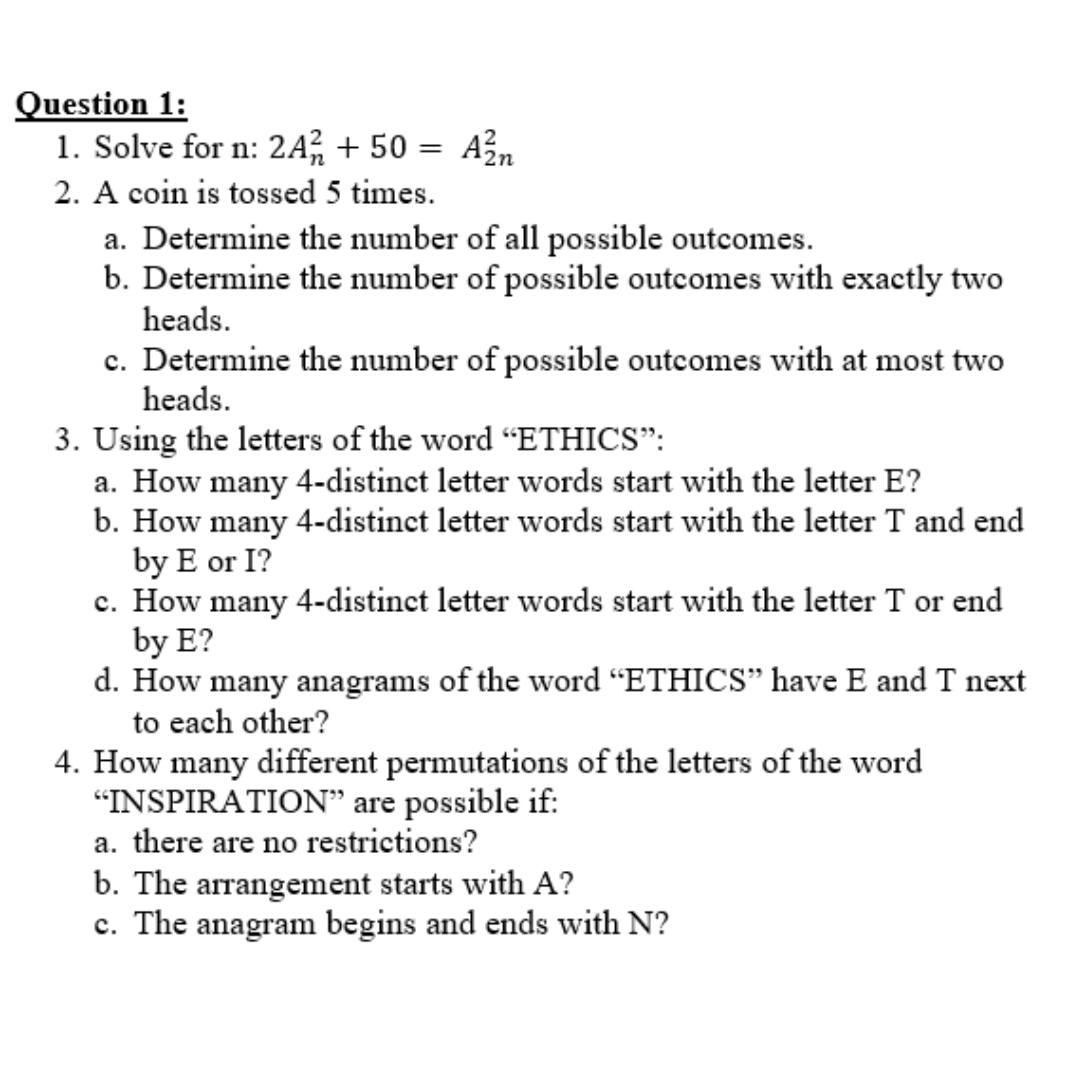 Question 1:
1. Solve for n: 2A²ₙ + 50 = A²₂ₙ
2. A coin is tossed 5 times.
a. Determine the number of all possible outcomes.
b. Determine the number of possible outcomes with exactly two
heads.
c. Determine the number of possible outcomes with at most two
heads.
3. Using the letters of the word “ETHICS”:
a. How many 4-distinct letter words start with the letter E?
b. How many 4-distinct letter words start with the letter T and end
by E or I?
c. How many 4-distinct letter words start with the letter T or end
by E?
d. How many anagrams of the word “ETHICS” have E and T next
to each other?
4. How many different permutations of the letters of the word
“INSPIRATION” are possible if:
a. there are no restrictions?
b. The arrangement starts with A?
c. The anagram begins and ends with N?